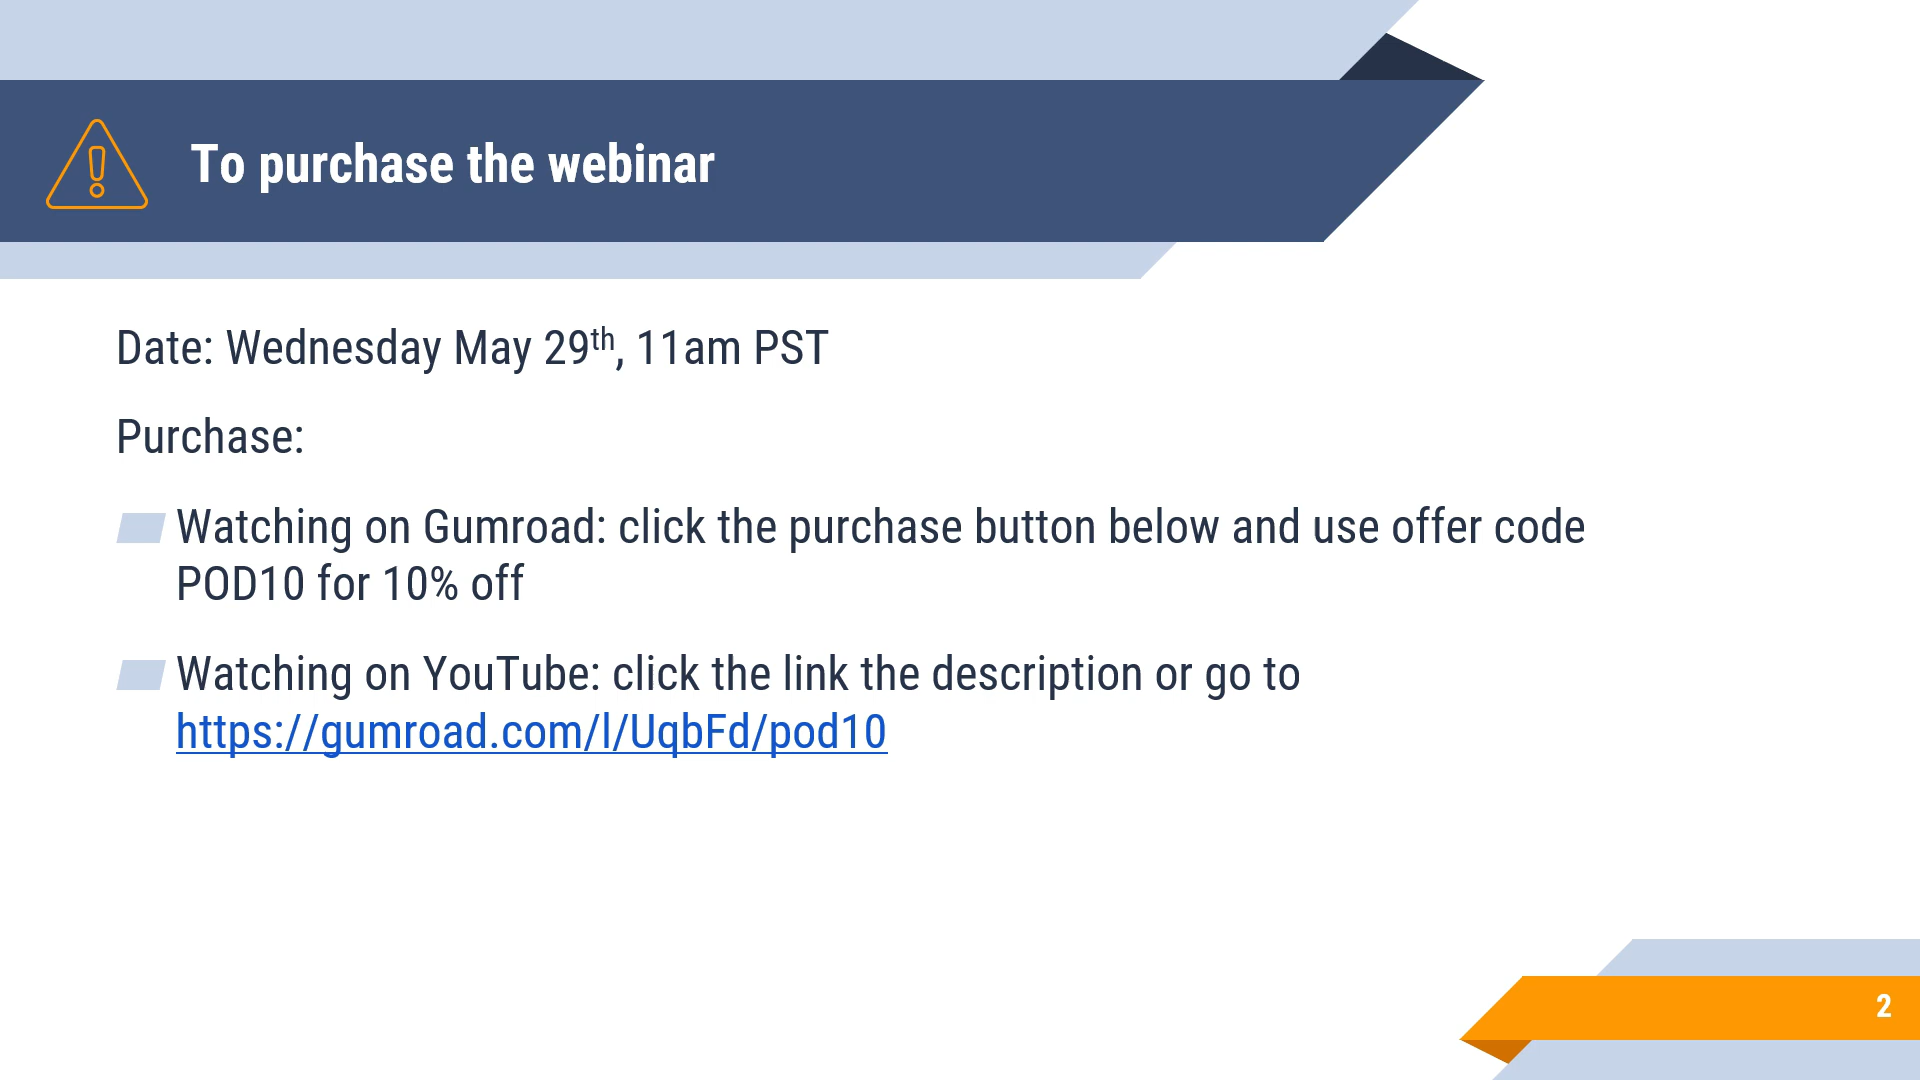 To purchase the webinar
Date: Wednesday May 29th, 11am PST
Purchase:
Watching on Gumroad: click the purchase button below and use offer code
POD10 for 10% off
Watching on YouTube: click the link the description or go to
https://gumroad.com/l/UqbFd/pod10
2